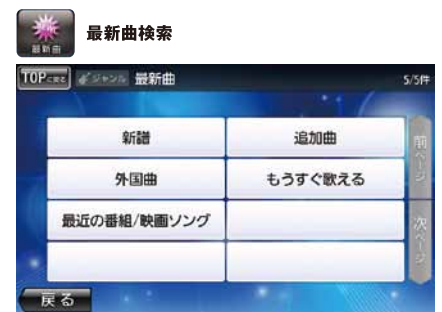 最新曲
最新曲検索
TOPに戻る ジャンル 最新曲 5/5件
新譜 追加曲
外国曲 もうすぐ歌える
最近の番組/映画ソング
前ページ
次ページ
戻る